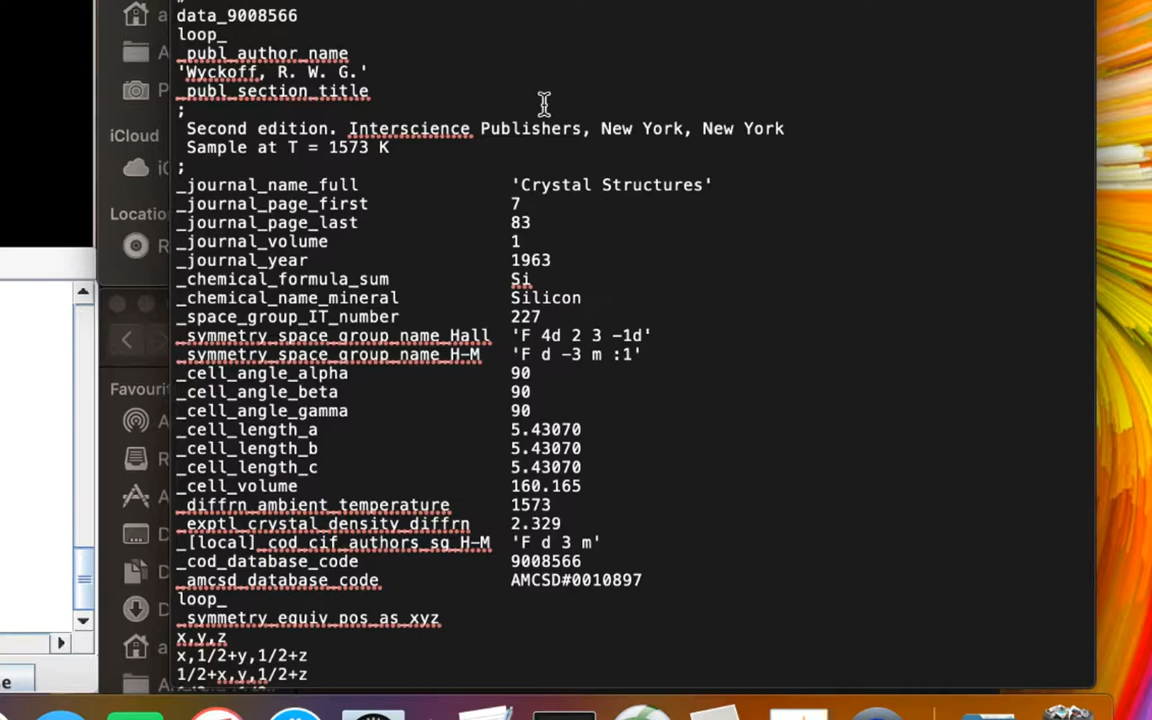 data_9008566
loop_
_publ_author_name
'Wyckoff, R. W. G.'
_publ_section_title
;
Second edition. Interscience Publishers, New York, New York
Sample at T = 1573 K
;
_journal_name_full 'Crystal Structures'
_journal_page_first 7
_journal_page_last 83
_journal_volume 1
_journal_year 1963
_chemical_formula_sum Si
_chemical_name_mineral Silicon
_space_group_IT_number 227
_symmetry_space_group_name_Hall 'F 4d 2 3 -1d'
_symmetry_space_group_name_H-M 'F d -3 m :1'
_cell_angle_alpha 90
_cell_angle_beta 90
_cell_angle_gamma 90
_cell_length_a 5.43070
_cell_length_b 5.43070
_cell_length_c 5.43070
_cell_volume 160.165
_diffrn_ambient_temperature 1573
_exptl_crystal_density_diffrn 2.329
_[local]_cod_cif_authors_sg_H-M 'F d 3 m'
_cod_database_code 9008566
_amcsd_database_code AMCSD#0010897
loop_
_symmetry_equiv_pos_as_xyz
x,y,z
x,1/2+y,1/2+z
1/2+x,y,1/2+z
iCloud
Favouri